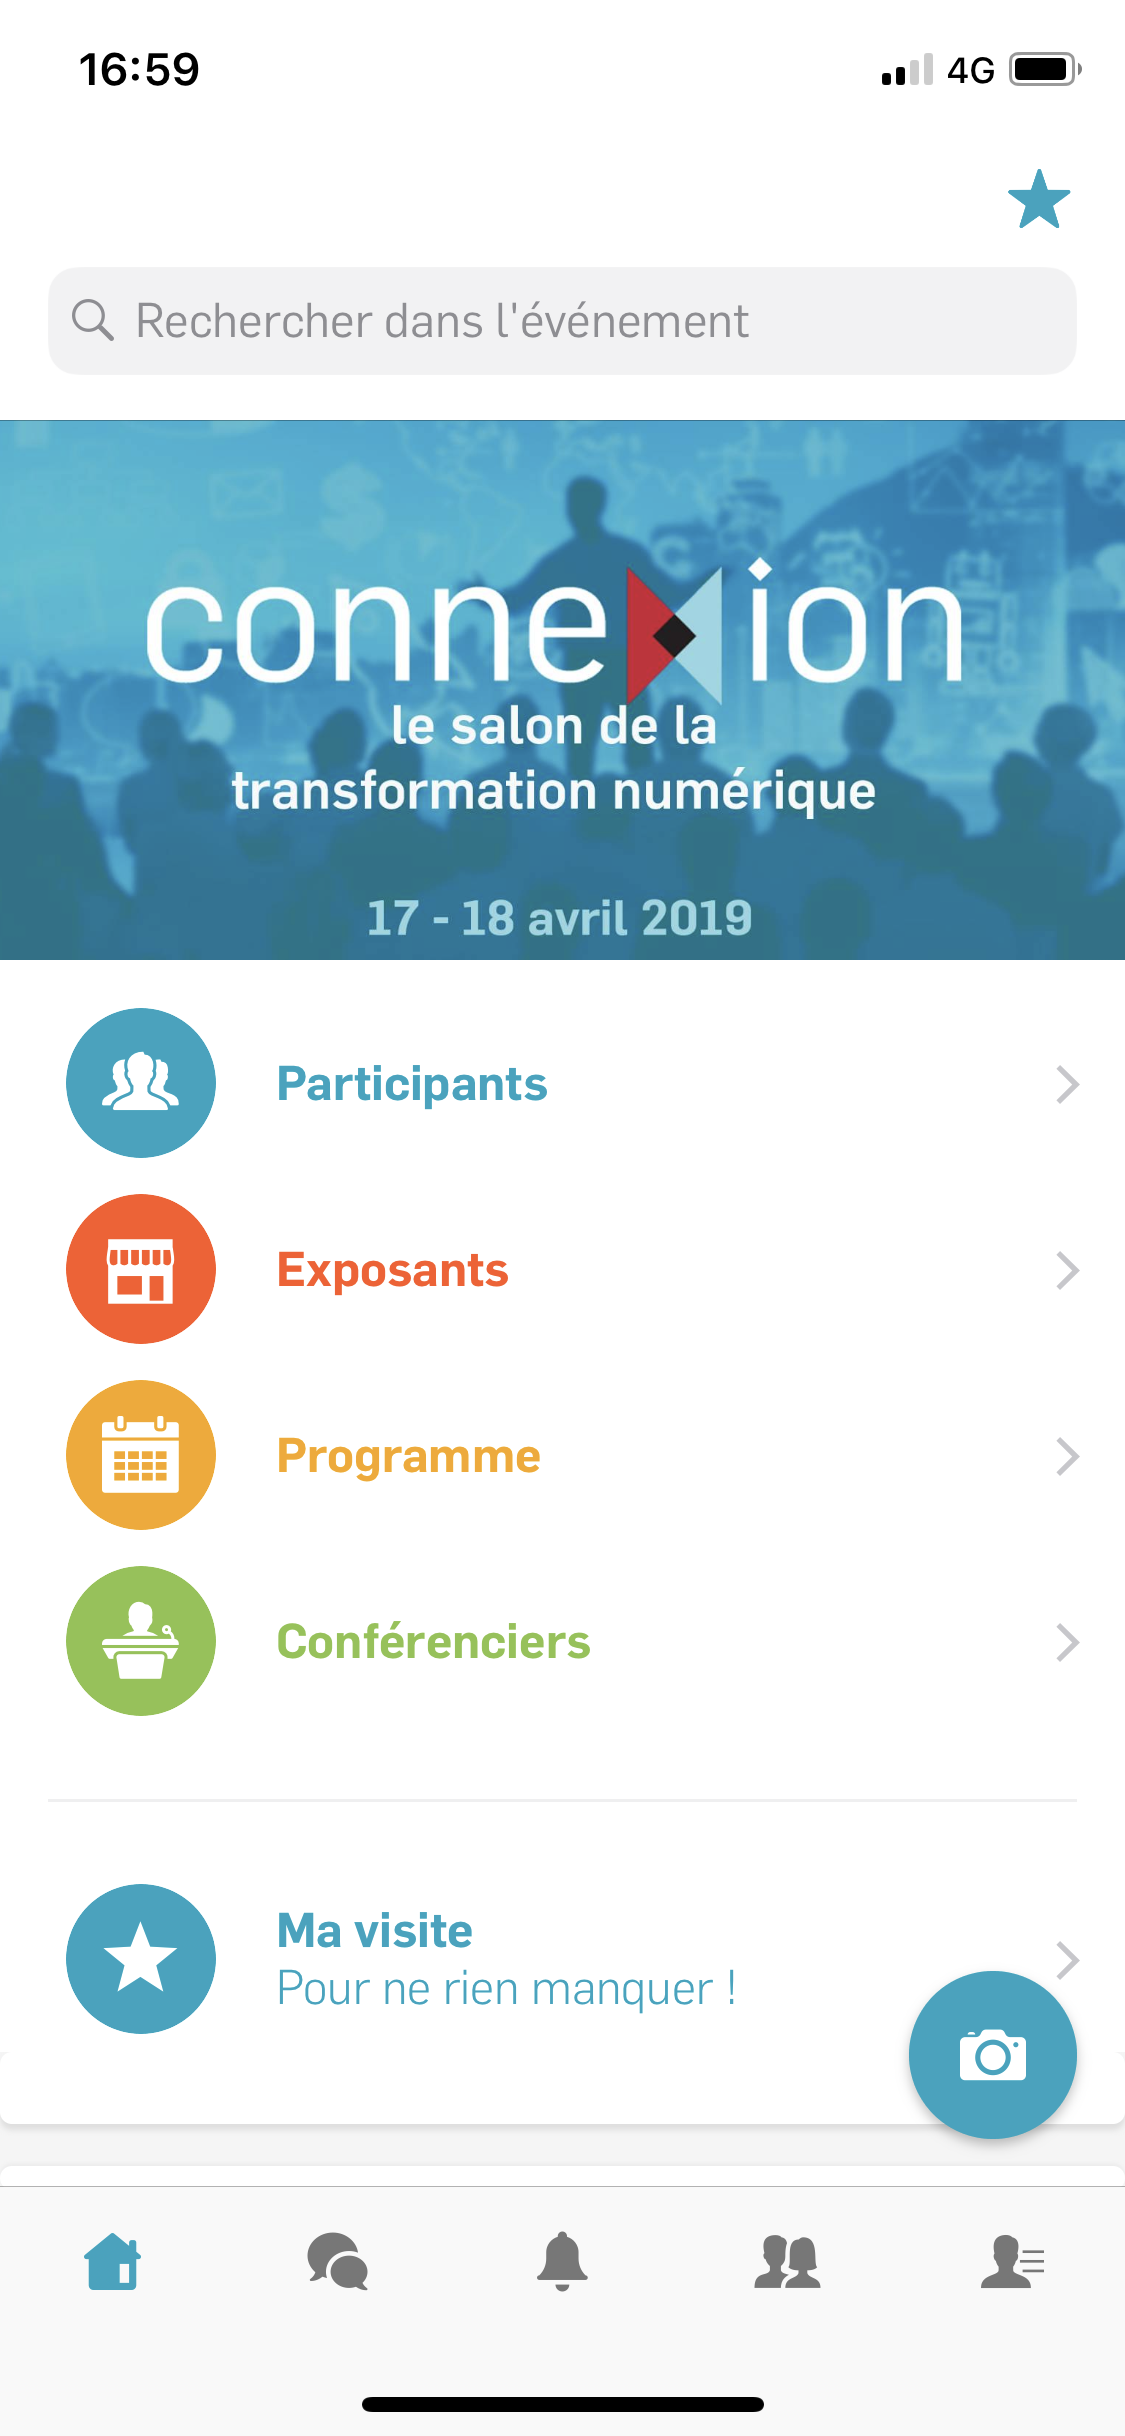 16:59
4G
Rechercher dans l'événement
connexion
le salon de la
transformation numérique
17 - 18 avril 2019
Participants
Exposants
Programme
Conférenciers
Ma visite
Pour ne rien manquer !